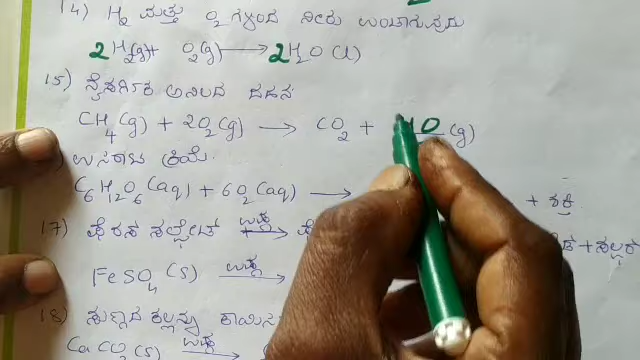 14) H₂ ಮತ್ತು O₂ ಗಳಿಂದ ನೀರು ಉಂಟಾಗುವುದು
2H₂(g)+ O₂(g) ⟶ 2H₂O (l)
15) ನೈಸರ್ಗಿಕ ಅನಿಲದ ದಹನ
CH₄(g) + 2O₂(g) ⟶ CO₂ + (g)
) ಉಸಿರಾಟ ಕ್ರಿಯೆ.
C₆H₁₂O₆(aq) + 6O₂(aq) ⟶ + ಶಕ್ತಿ
17) ಫೆರಸ್ ಸಲ್ಫೇಟ್ ಉಷ್ಣ ⟶
FeSO₄(s) ಉಷ್ಣ ⟶
18) ಸುಣ್ಣದ ಕಲ್ಲನ್ನು
CaCO₃(s) ಉಷ್ಣ ⟶